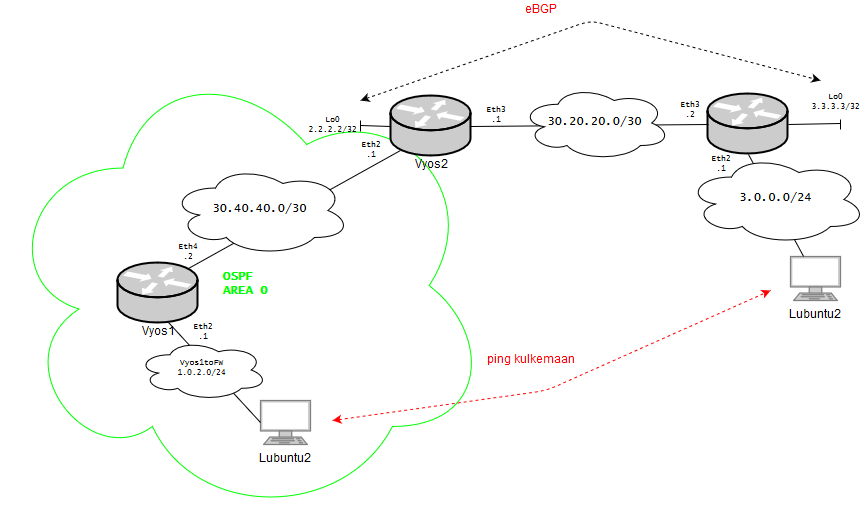 eBGP
Lo0
3.3.3.3/32
Lo0
2.2.2.2/32
Eth3
.1
30.20.20.0/30
Eth3
.2
Eth2
.1
Vyos2
Eth2
.1
3.0.0.0/24
30.40.40.0/30
Eth4
.2
OSPF
AREA 0
Lubuntu2
Vyos1
Eth2
.1
ping kulkemaan
Vyos1toFW
1.0.2.0/24
Lubuntu2